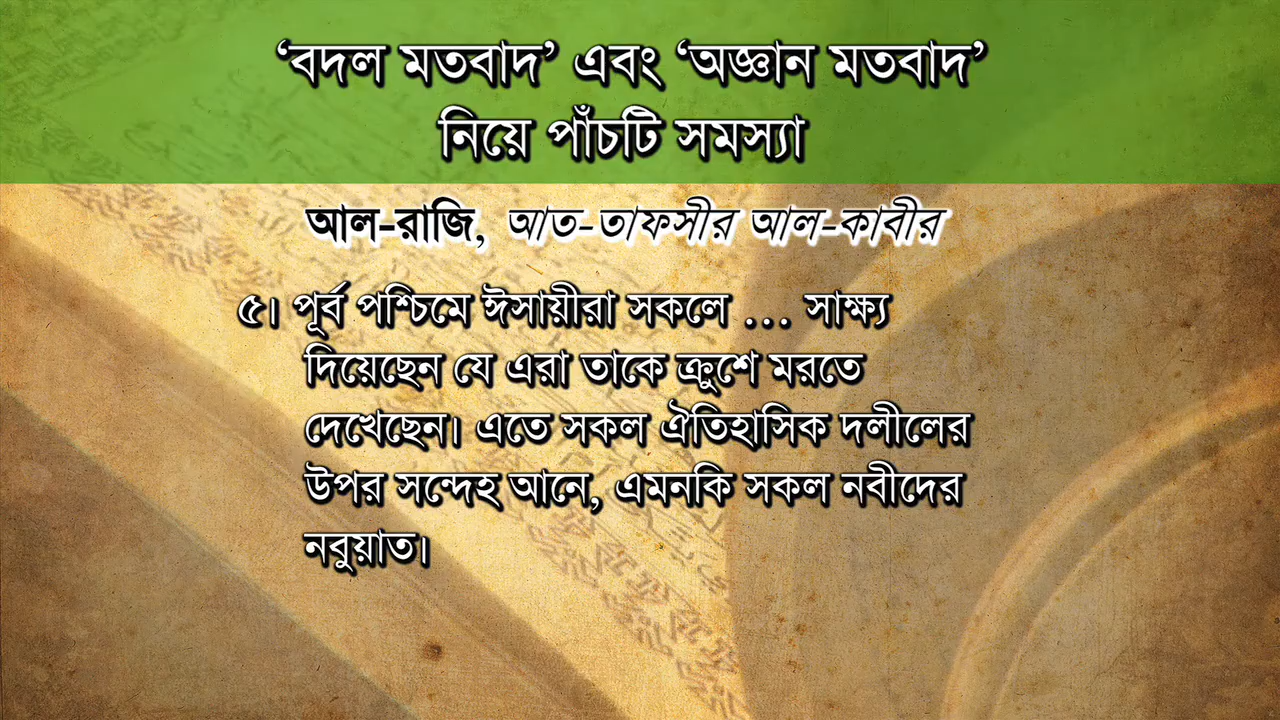 ‘বদল মতবাদ’ এবং ‘অজ্ঞান মতবাদ’
নিয়ে পাঁচটি সমস্যা
আল-রাজি, আত-তাফসীর আল-কাবীর
৫। পূর্ব পশ্চিমে ঈসায়ীরা সকলে ... সাক্ষ্য
দিয়েছেন যে এরা তাকে ক্রুশে মরতে
দেখেছেন। এতে সকল ঐতিহাসিক দলীলের
উপর সন্দেহ আনে, এমনকি সকল নবীদের
নবুয়াত।